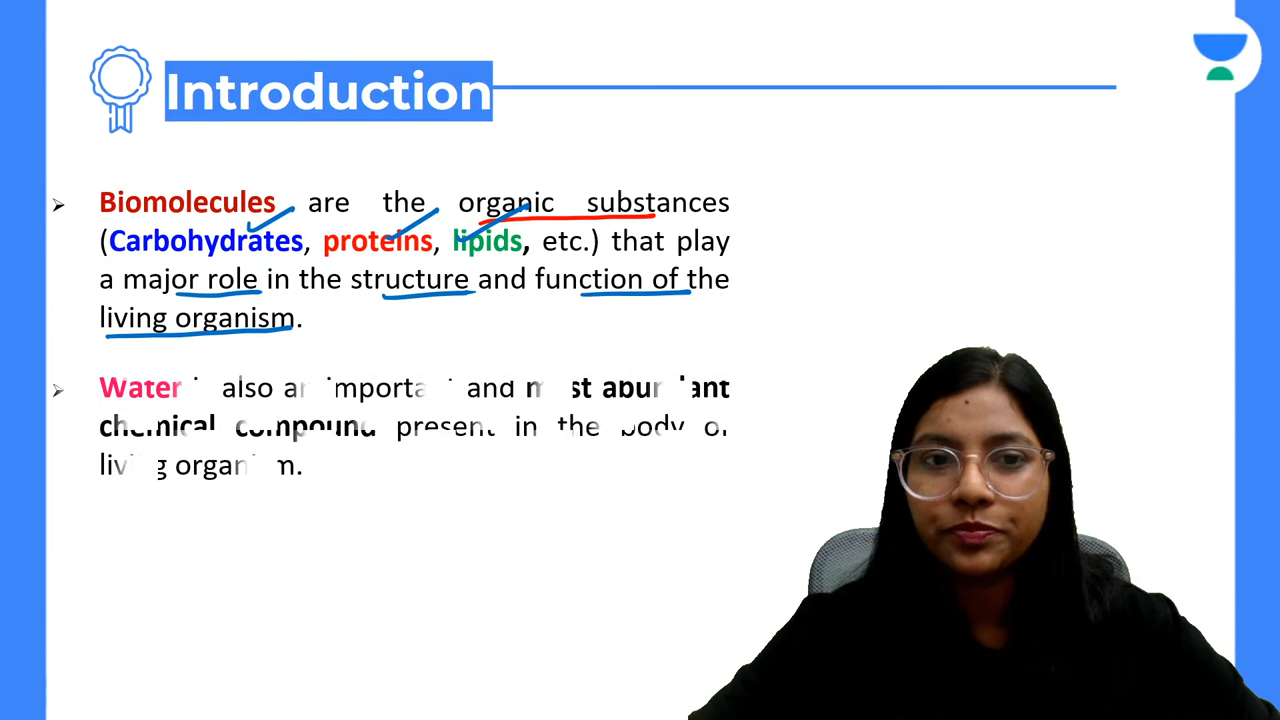 Introduction
Biomolecules are the organic substances
(Carbohydrates, proteins, lipids, etc.) that play
a major role in the structure and function of the
living organism.
Water also an important and most abundant
chemical compound present in the body of
living organism.